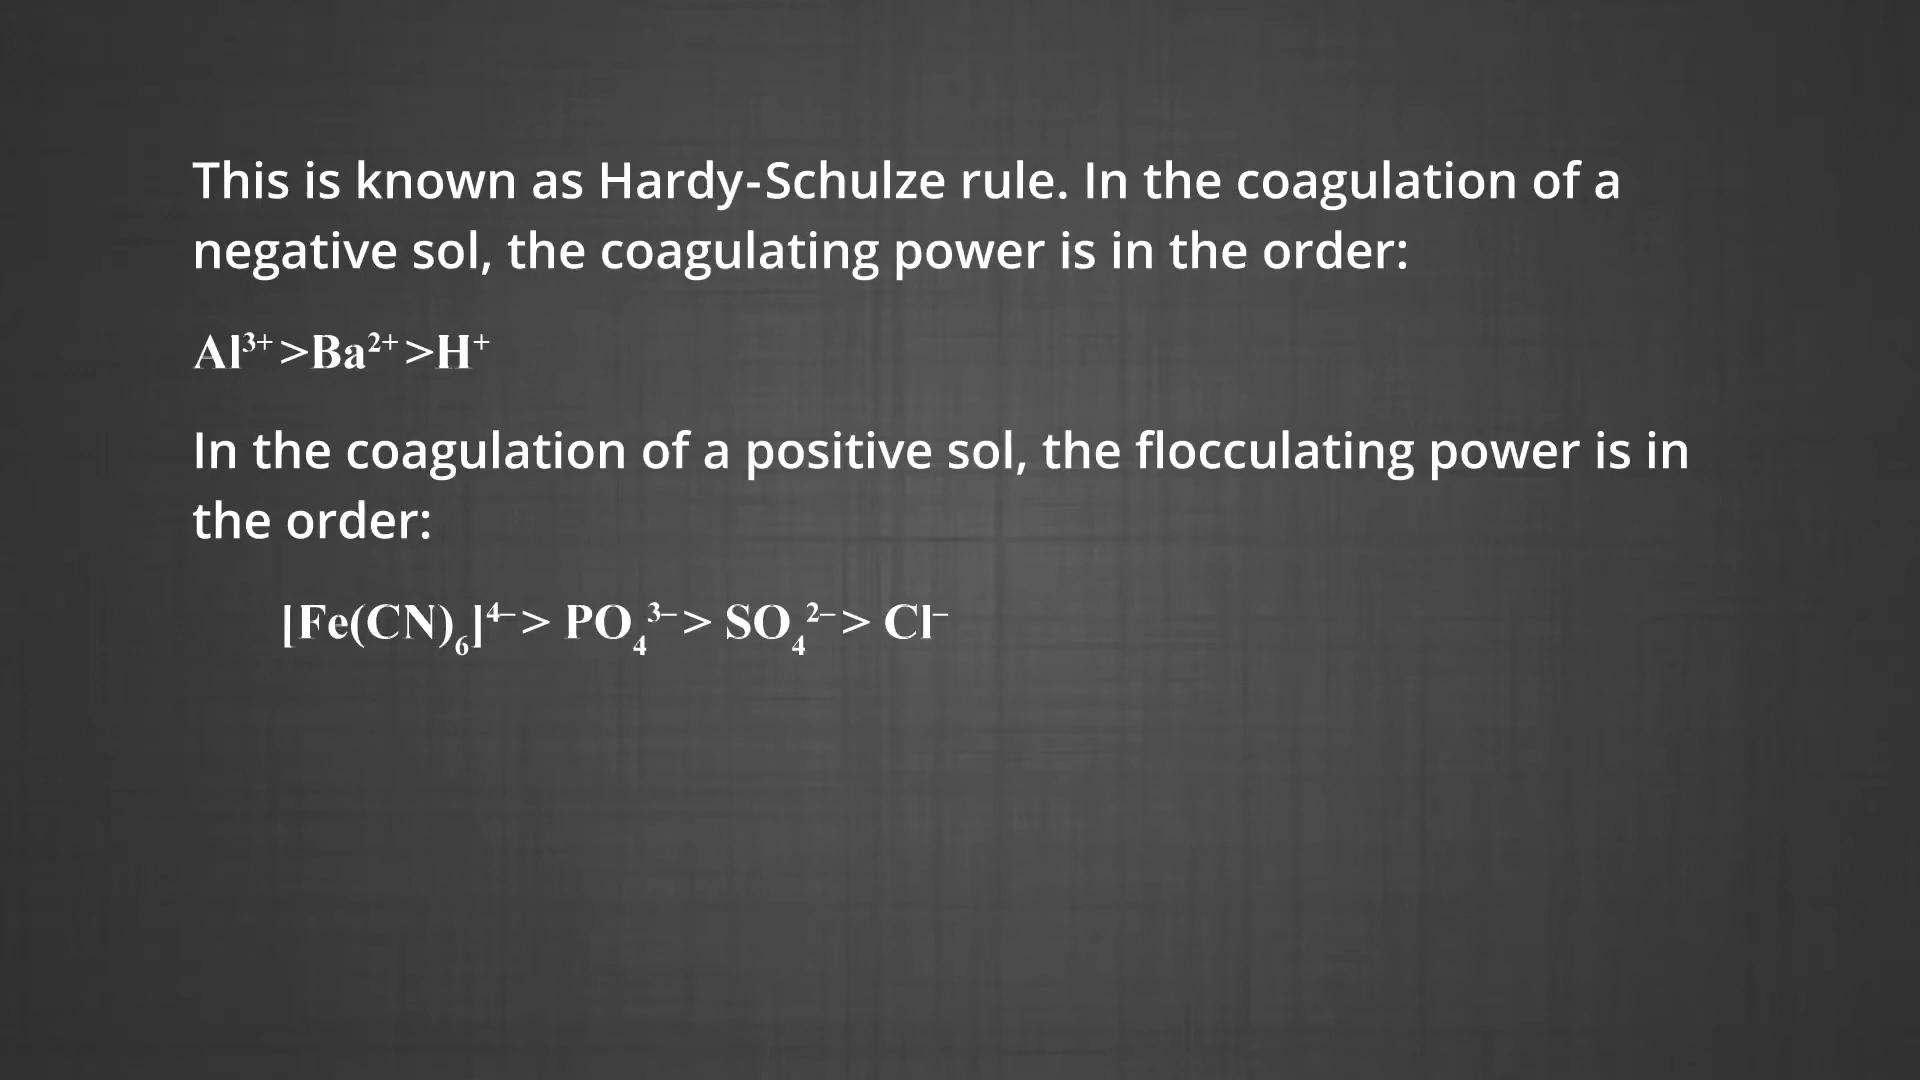 This is known as Hardy-Schulze rule. In the coagulation of a
negative sol, the coagulating power is in the order:
Al³⁺ >Ba²⁺ >H⁺
In the coagulation of a positive sol, the flocculating power is in
the order:
[Fe(CN)₆]⁴⁻ > PO₄³⁻ > SO₄²⁻ > Cl⁻